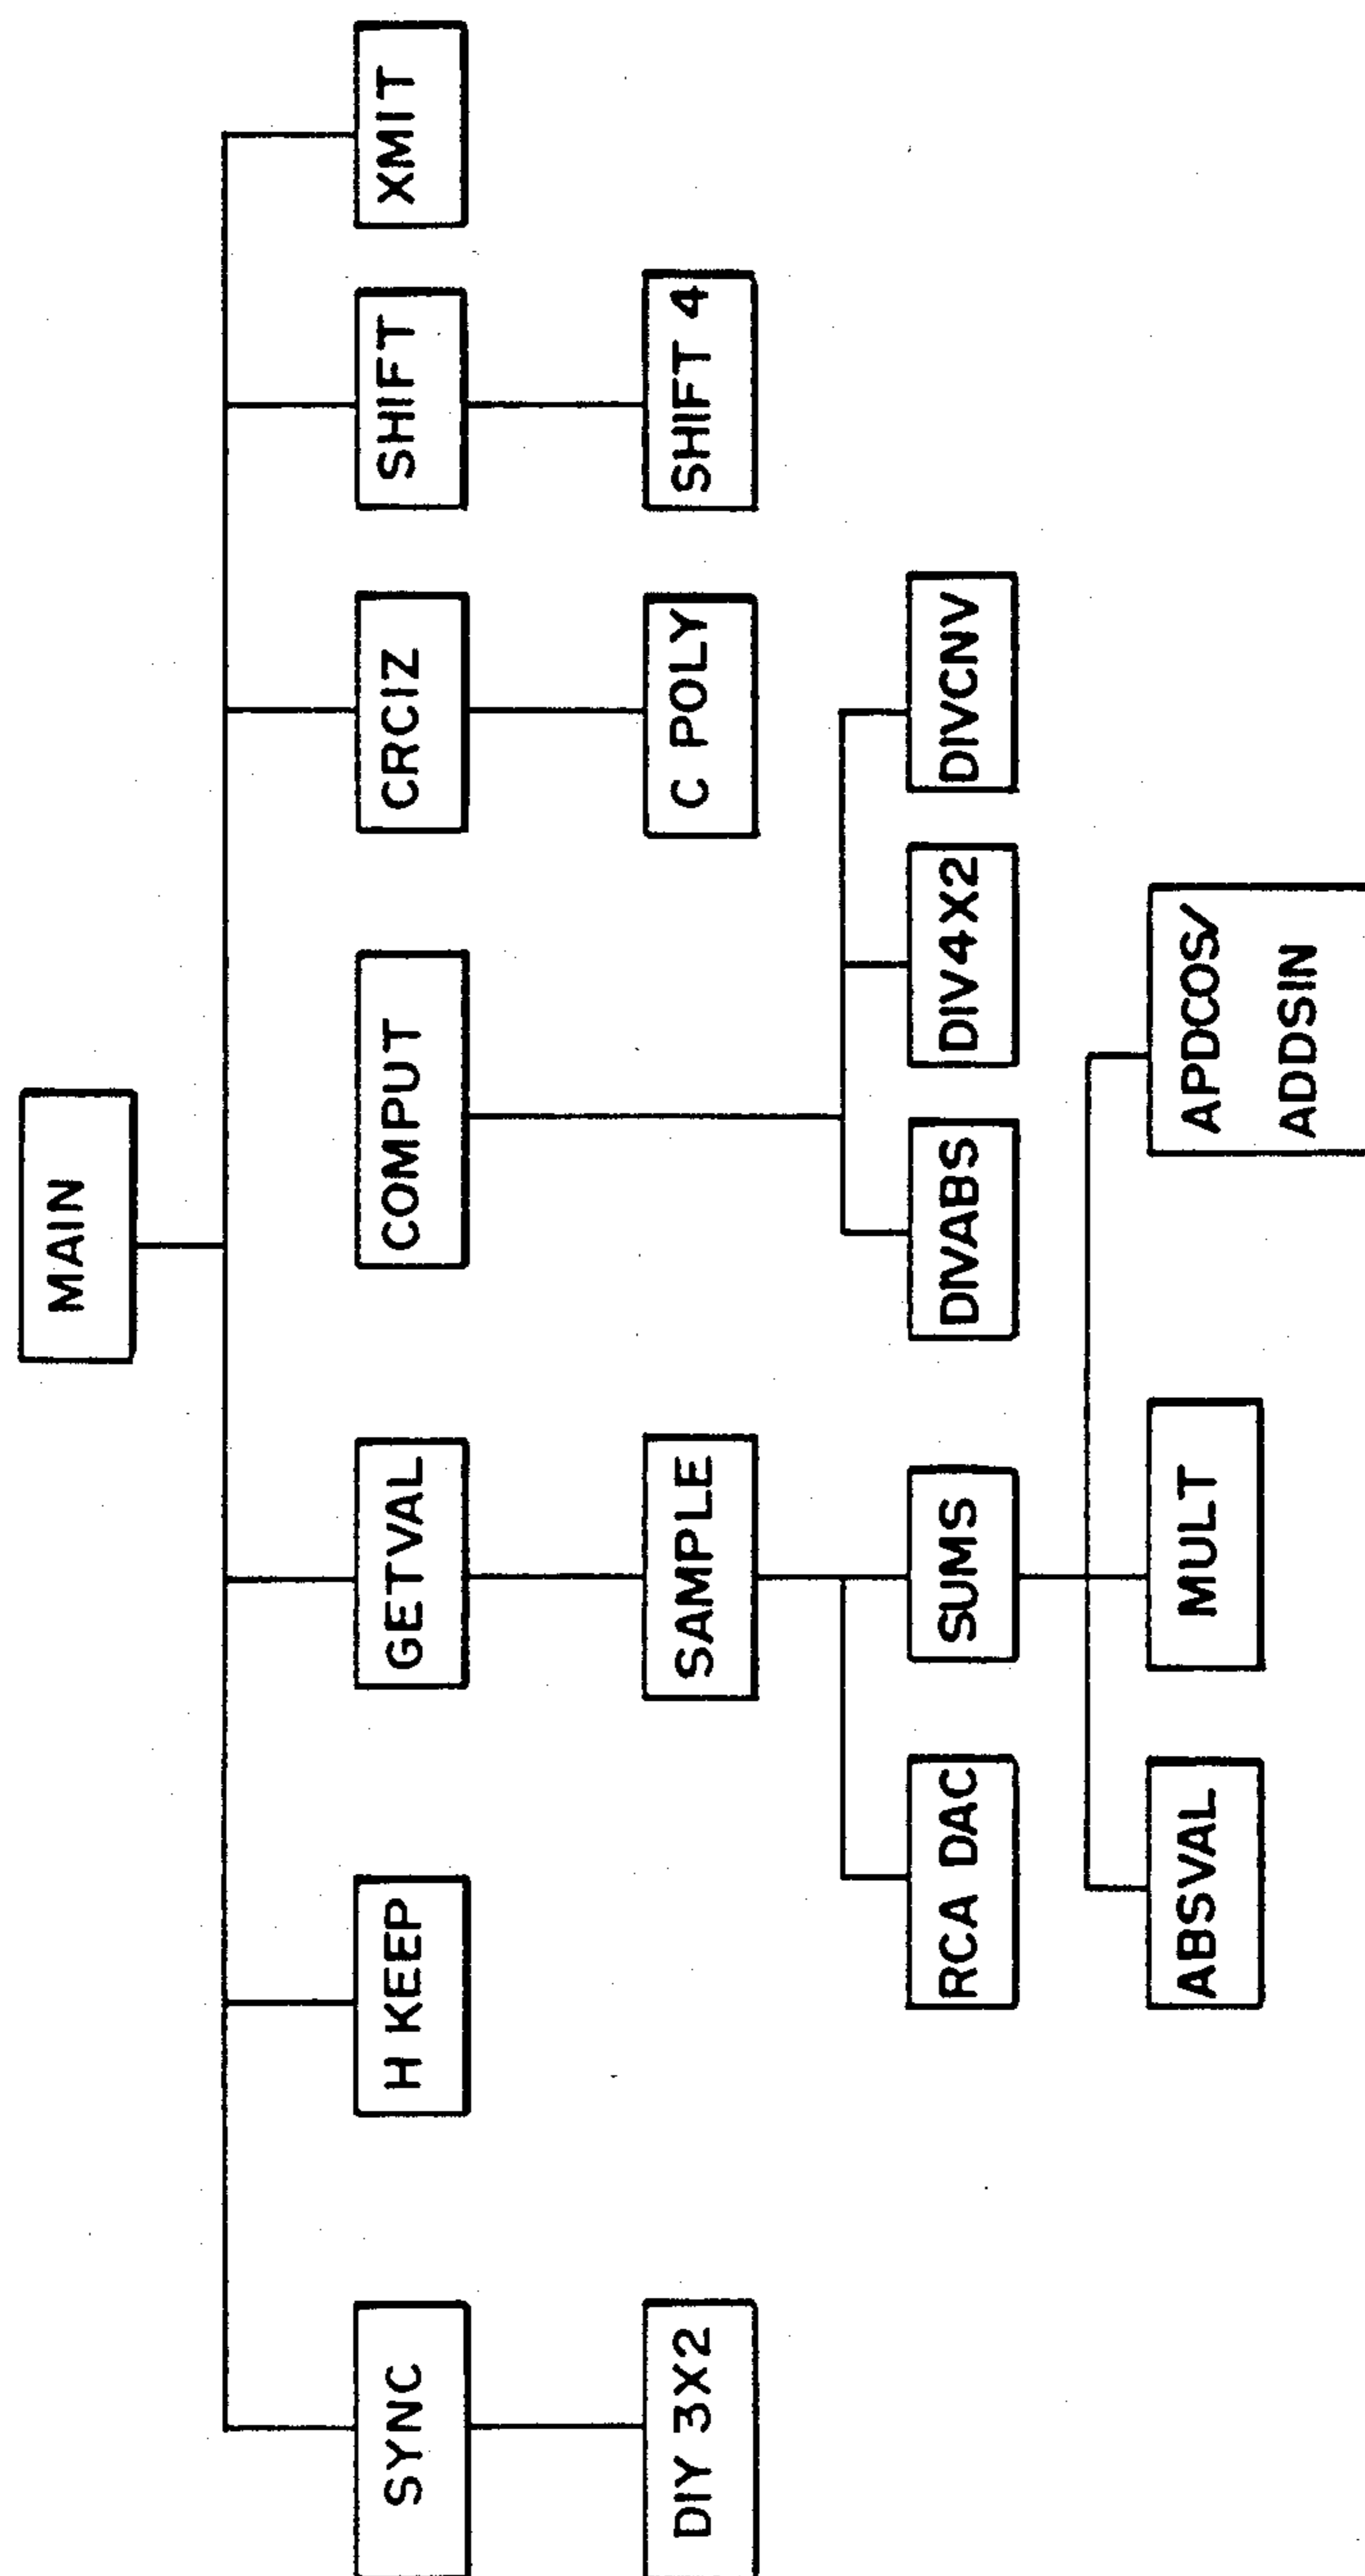 MAIN
SYNC
H KEEP
GETVAL
COMPUT
CRCIZ
SHIFT
XMIT
DIY 3X2
SAMPLE
C POLY
SHIFT 4
RCA DAC
SUMS
DIVABS
DIV4X2
DIVCNV
ABSVAL
MULT
APDCOS/
ADDSIN